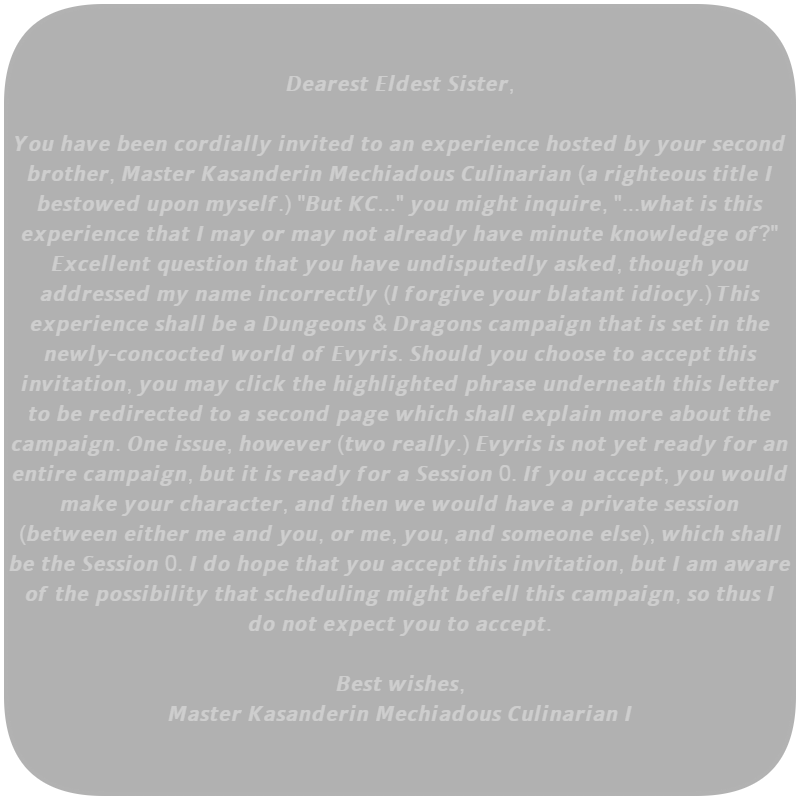 Dearest Eldest Sister,
You have been cordially invited to an experience hosted by your second
brother, Master Kasanderin Mechiadous Culinarian (a righteous title I
bestowed upon myself.) "But KC..." you might inquire, "...what is this
experience that I may or may not already have minute knowledge of?"
Excellent question that you have undisputedly asked, though you
addressed my name incorrectly (I forgive your blatant idiocy.) This
experience shall be a Dungeons & Dragons campaign that is set in the
newly-concocted world of Evyris. Should you choose to accept this
invitation, you may click the highlighted phrase underneath this letter
to be redirected to a second page which shall explain more about the
campaign. One issue, however (two really.) Evyris is not yet ready for an
entire campaign, but it is ready for a Session 0. If you accept, you would
make your character, and then we would have a private session
(between either me and you, or me, you, and someone else), which shall
be the Session 0. I do hope that you accept this invitation, but I am aware
of the possibility that scheduling might befell this campaign, so thus I
do not expect you to accept.
Best wishes,
Master Kasanderin Mechiadous Culinarian I